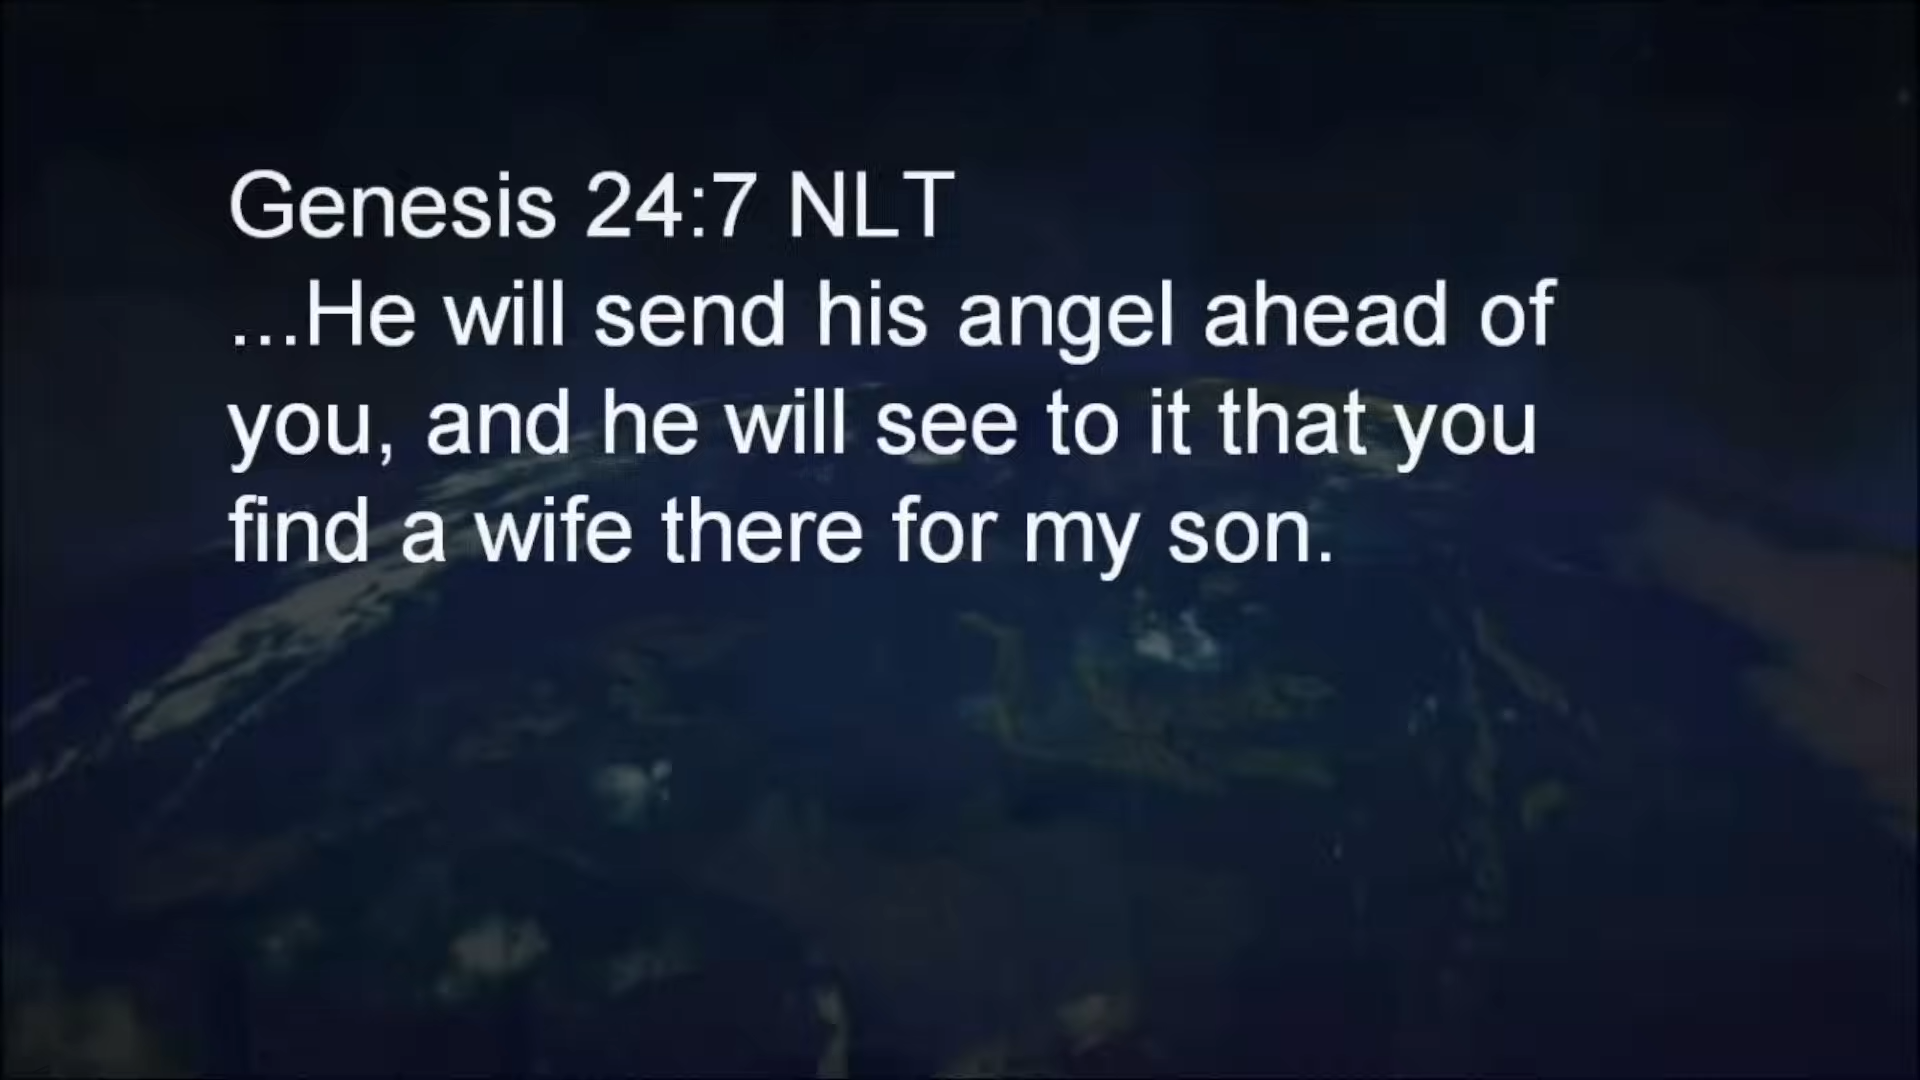 Genesis 24:7 NLT
...He will send his angel ahead of
you, and he will see to it that you
find a wife there for my son.